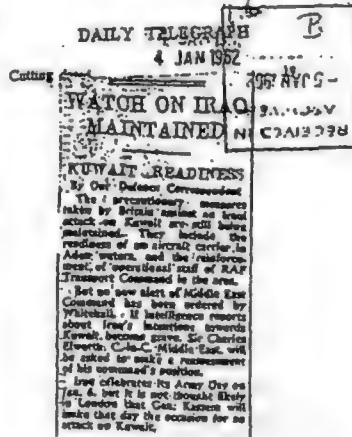 B
DAILY TELEGRAPH
4 JAN 1962
Cutting
5 JAN 1962
RECEIVED IN
WATCH ON IRAQ
MAINTAINED
KUWAIT READINESS
By Our Defence Correspondent
The precautionary measures
taken by Britain against an Iraqi
attack on Kuwait are still being
maintained. They include the
readiness of an aircraft carrier in
Aden waters, and the reinforce-
ment of operational staff of RAF
Transport Command in the area.
But no new alert of Middle East
Command has been ordered by
Whitehall. If intelligence reports
about Iraq's intentions towards
Kuwait become grave, Sir Charles
Elworthy, C-in-C Middle East, will
be asked to make a reassessment
of his command's position.
Iraq celebrates its Army Day on
Jan. 6, but it is not thought likely
in London that Gen. Kassem will
make that day the occasion for an
attack on Kuwait.